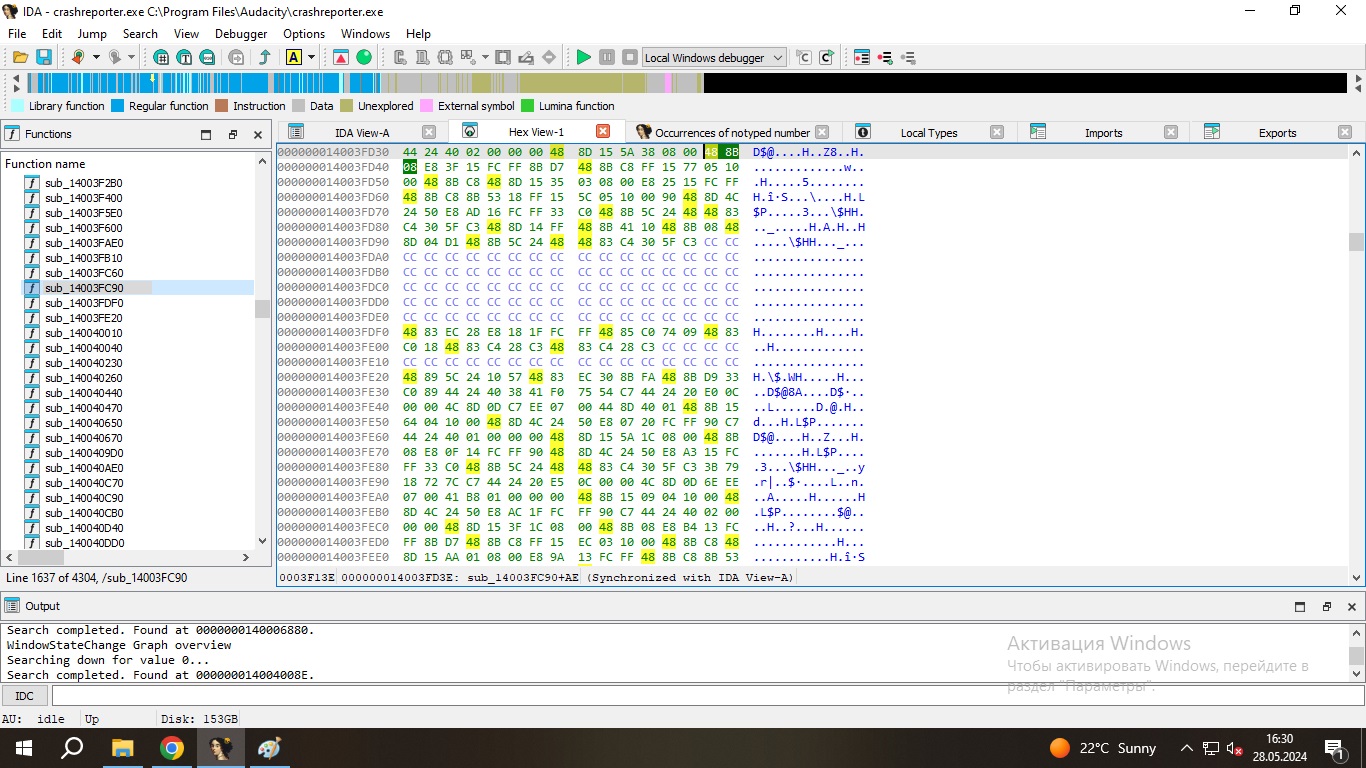 IDA - crashreporter.exe C:\Program Files\Audacity\crashreporter.exe
File Edit Jump Search View Debugger Options Windows Help
A Local Windows debugger
Library function Regular function Instruction Data Unexplored External symbol Lumina function
Functions
IDA View-A Hex View-1 Occurrences of notyped number Local Types Imports Exports
Function name
sub_14003F2B0
sub_14003F400
sub_14003F5E0
sub_14003F600
sub_14003FAE0
sub_14003FB10
sub_14003FC60
sub_14003FC90
sub_14003FDF0
sub_14003FE20
sub_140040010
sub_140040040
sub_140040230
sub_140040260
sub_140040440
sub_140040470
sub_140040650
sub_140040670
sub_1400409D0
sub_140040AE0
sub_140040C70
sub_140040C90
sub_140040CB0
sub_140040D40
sub_140040DD0
Line 1637 of 4304, /sub_14003FC90
000000014003FD30 44 24 40 02 00 00 00 48 8D 15 5A 38 08 00 48 8B D$@....H..Z8..H.
000000014003FD40 08 E8 3F 15 FC FF 8B D7 48 8B C8 FF 15 77 05 10 .............w..
000000014003FD50 00 48 8B C8 48 8D 15 35 03 08 00 E8 25 15 FC FF .H.....5........
000000014003FD60 48 8B C8 8B 53 18 FF 15 5C 05 10 00 90 48 8D 4C H.î·S...\....H.L
000000014003FD70 24 50 E8 AD 16 FC FF 33 C0 48 8B 5C 24 48 48 83 $P.....3...\$HH.
000000014003FD80 C4 30 5F C3 48 8D 14 FF 48 8B 41 10 48 8B 08 48 .._.....H.A.H..H
000000014003FD90 8D 04 D1 48 8B 5C 24 48 48 83 C4 30 5F C3 CC CC .....\$HH.._...
000000014003FDA0 CC CC CC CC CC CC CC CC CC CC CC CC CC CC CC CC ................
000000014003FDB0 CC CC CC CC CC CC CC CC CC CC CC CC CC CC CC CC ................
000000014003FDC0 CC CC CC CC CC CC CC CC CC CC CC CC CC CC CC CC ................
000000014003FDD0 CC CC CC CC CC CC CC CC CC CC CC CC CC CC CC CC ................
000000014003FDE0 CC CC CC CC CC CC CC CC CC CC CC CC CC CC CC CC ................
000000014003FDF0 48 83 EC 28 E8 18 1F FC FF 48 85 C0 74 09 48 83 H........H....H.
000000014003FE00 C0 18 48 83 C4 28 C3 48 83 C4 28 C3 CC CC CC CC ..H.............
000000014003FE10 CC CC CC CC CC CC CC CC CC CC CC CC CC CC CC CC ................
000000014003FE20 48 89 5C 24 10 57 48 83 EC 30 8B FA 48 8B D9 33 H.\$.WH.....H...
000000014003FE30 C0 89 44 24 40 38 41 F0 75 54 C7 44 24 20 E0 0C ..D$@8A....D$·..
000000014003FE40 00 00 4C 8D 0D C7 EE 07 00 44 8D 40 01 48 8B 15 ..L......D.@.H..
000000014003FE50 64 04 10 00 48 8D 4C 24 50 E8 07 20 FC FF 90 C7 d...H.L$P.......
000000014003FE60 44 24 40 01 00 00 00 48 8D 15 5A 1C 08 00 48 8B D$@....H..Z...H.
000000014003FE70 08 E8 0F 14 FC FF 90 48 8D 4C 24 50 E8 A3 15 FC .......H.L$P....
000000014003FE80 FF 33 C0 48 8B 5C 24 48 48 83 C4 30 5F C3 3B 79 .3...\$HH.._..y
000000014003FE90 18 72 7C C7 44 24 20 E5 0C 00 00 4C 8D 0D 6E EE .r|..$·....L..n.
000000014003FEA0 07 00 41 B8 01 00 00 00 48 8B 15 09 04 10 00 48 ..A.....H......H
000000014003FEB0 8D 4C 24 50 E8 AC 1F FC FF 90 C7 44 24 40 02 00 .L$P........$@..
000000014003FEC0 00 00 48 8D 15 3F 1C 08 00 48 8B 08 E8 B4 13 FC ..H..?...H......
000000014003FED0 FF 8B D7 48 8B C8 FF 15 EC 03 10 00 48 8B C8 48 ...H........H...
000000014003FEE0 8D 15 AA 01 08 00 E8 9A 13 FC FF 48 8B C8 8B 53 ...........H.î·S
0003F13E 000000014003FD3E: sub_14003FC90+AE (Synchronized with IDA View-A)
Output
Search completed. Found at 0000000140006880.
WindowStateChange Graph overview
Searching down for value 0...
Search completed. Found at 000000014004008E.
Активация Windows
Чтобы активировать Windows, перейдите в
раздел "Параметры".
IDC
AU: idle Up Disk: 153GB
22°C Sunny
16:30
28.05.2024
1